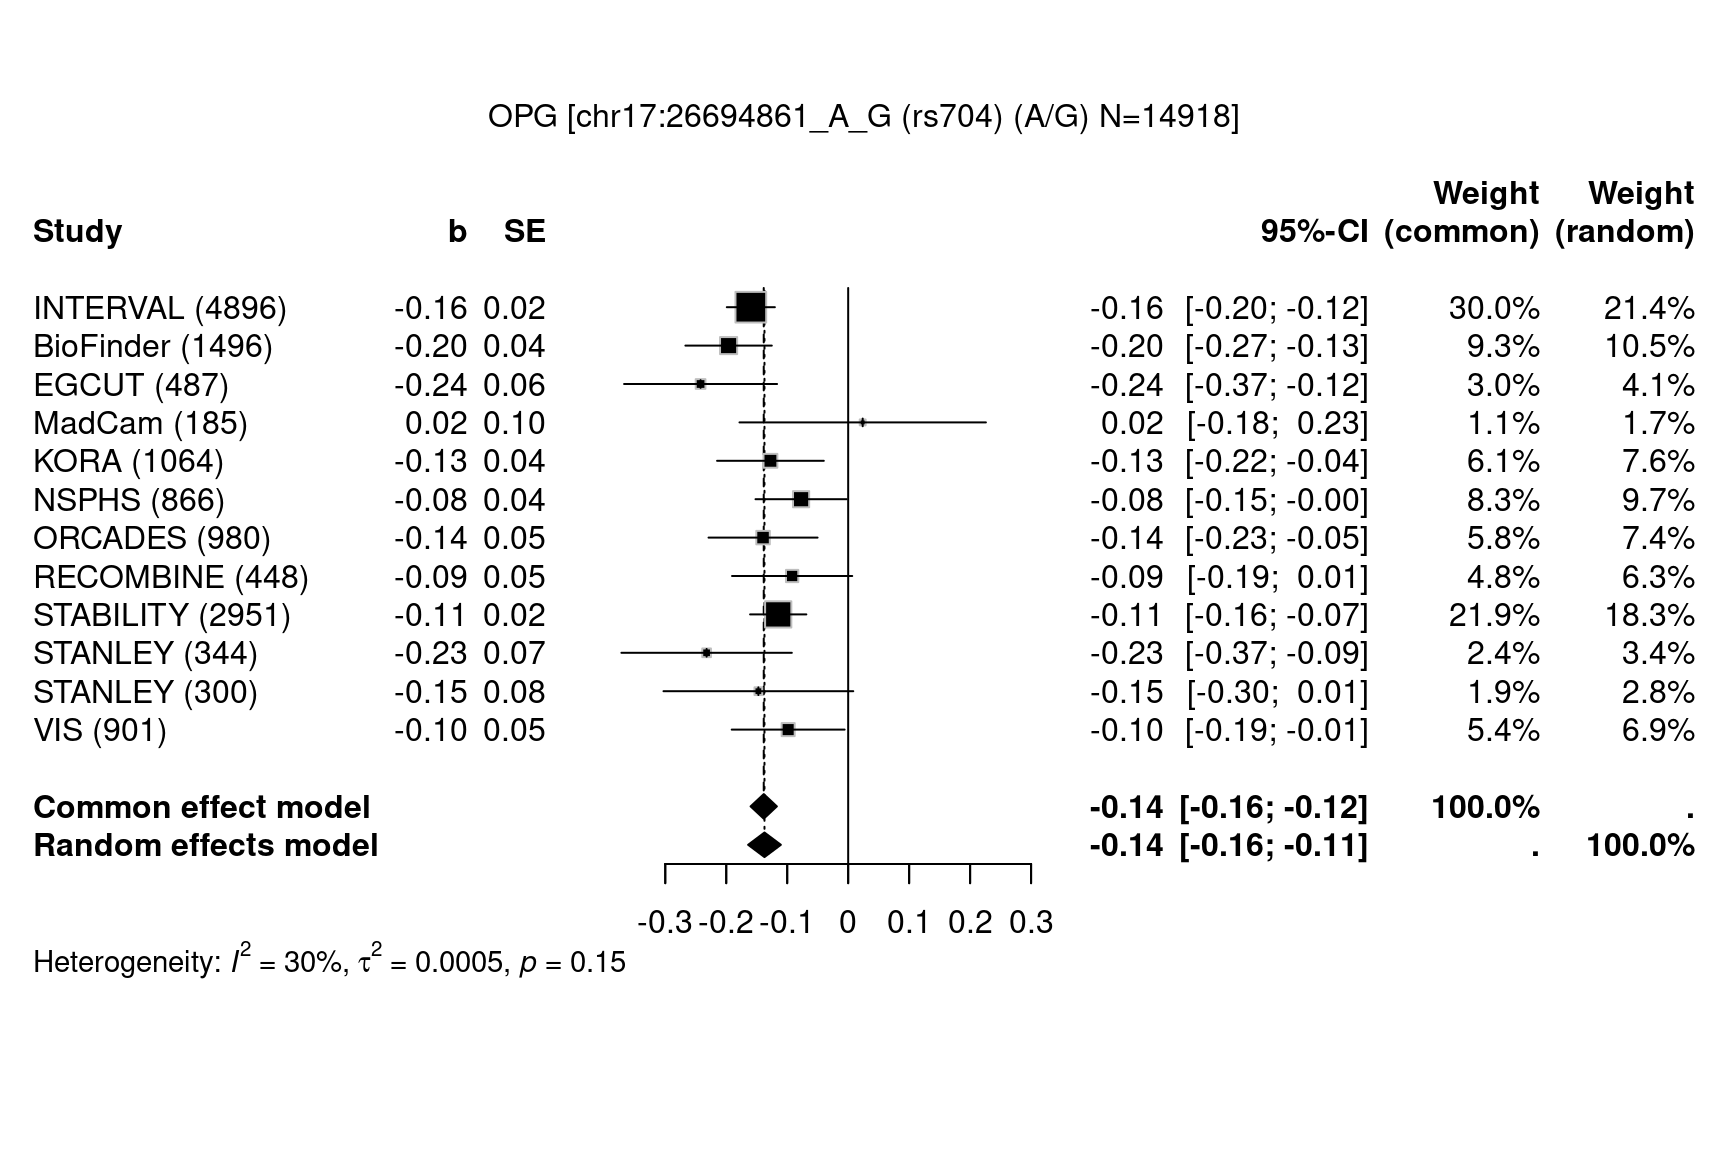 OPG [chr17:26694861_A_G (rs704) (A/G) N=14918]
Weight Weight
Study b SE 95%-CI (common) (random)
INTERVAL (4896) -0.16 0.02 -0.16 [-0.20; -0.12] 30.0% 21.4%
BioFinder (1496) -0.20 0.04 -0.20 [-0.27; -0.13] 9.3% 10.5%
EGCUT (487) -0.24 0.06 -0.24 [-0.37; -0.12] 3.0% 4.1%
MadCam (185) 0.02 0.10 0.02 [-0.18; 0.23] 1.1% 1.7%
KORA (1064) -0.13 0.04 -0.13 [-0.22; -0.04] 6.1% 7.6%
NSPHS (866) -0.08 0.04 -0.08 [-0.15; -0.00] 8.3% 9.7%
ORCADES (980) -0.14 0.05 -0.14 [-0.23; -0.05] 5.8% 7.4%
RECOMBINE (448) -0.09 0.05 -0.09 [-0.19; 0.01] 4.8% 6.3%
STABILITY (2951) -0.11 0.02 -0.11 [-0.16; -0.07] 21.9% 18.3%
STANLEY (344) -0.23 0.07 -0.23 [-0.37; -0.09] 2.4% 3.4%
STANLEY (300) -0.15 0.08 -0.15 [-0.30; 0.01] 1.9% 2.8%
VIS (901) -0.10 0.05 -0.10 [-0.19; -0.01] 5.4% 6.9%
Common effect model -0.14 [-0.16; -0.12] 100.0% .
Random effects model -0.14 [-0.16; -0.11] . 100.0%
-0.3 -0.2 -0.1 0 0.1 0.2 0.3
Heterogeneity: I² = 30%, τ² = 0.0005, p = 0.15